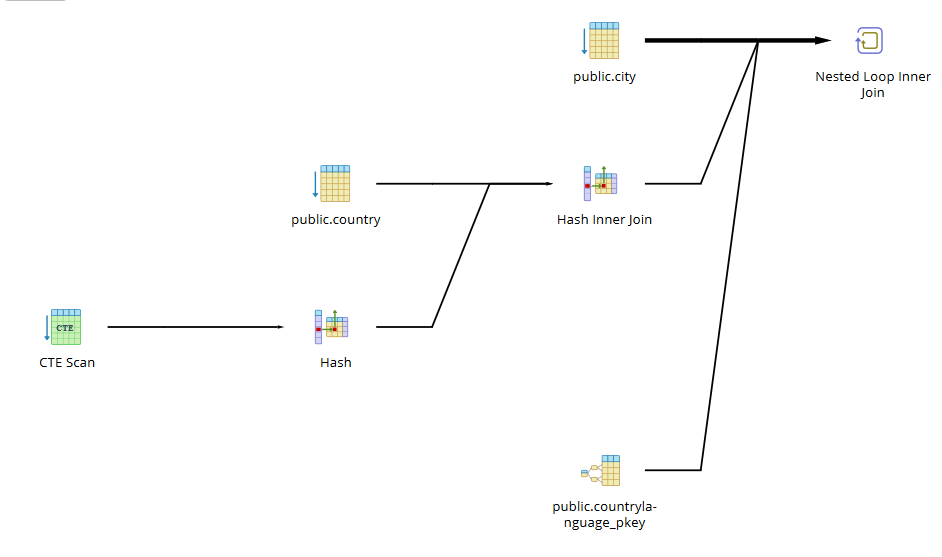 public.city
Nested Loop Inner
Join
public.country
Hash Inner Join
CTE
CTE Scan
Hash
public.countryla-
nguage_pkey